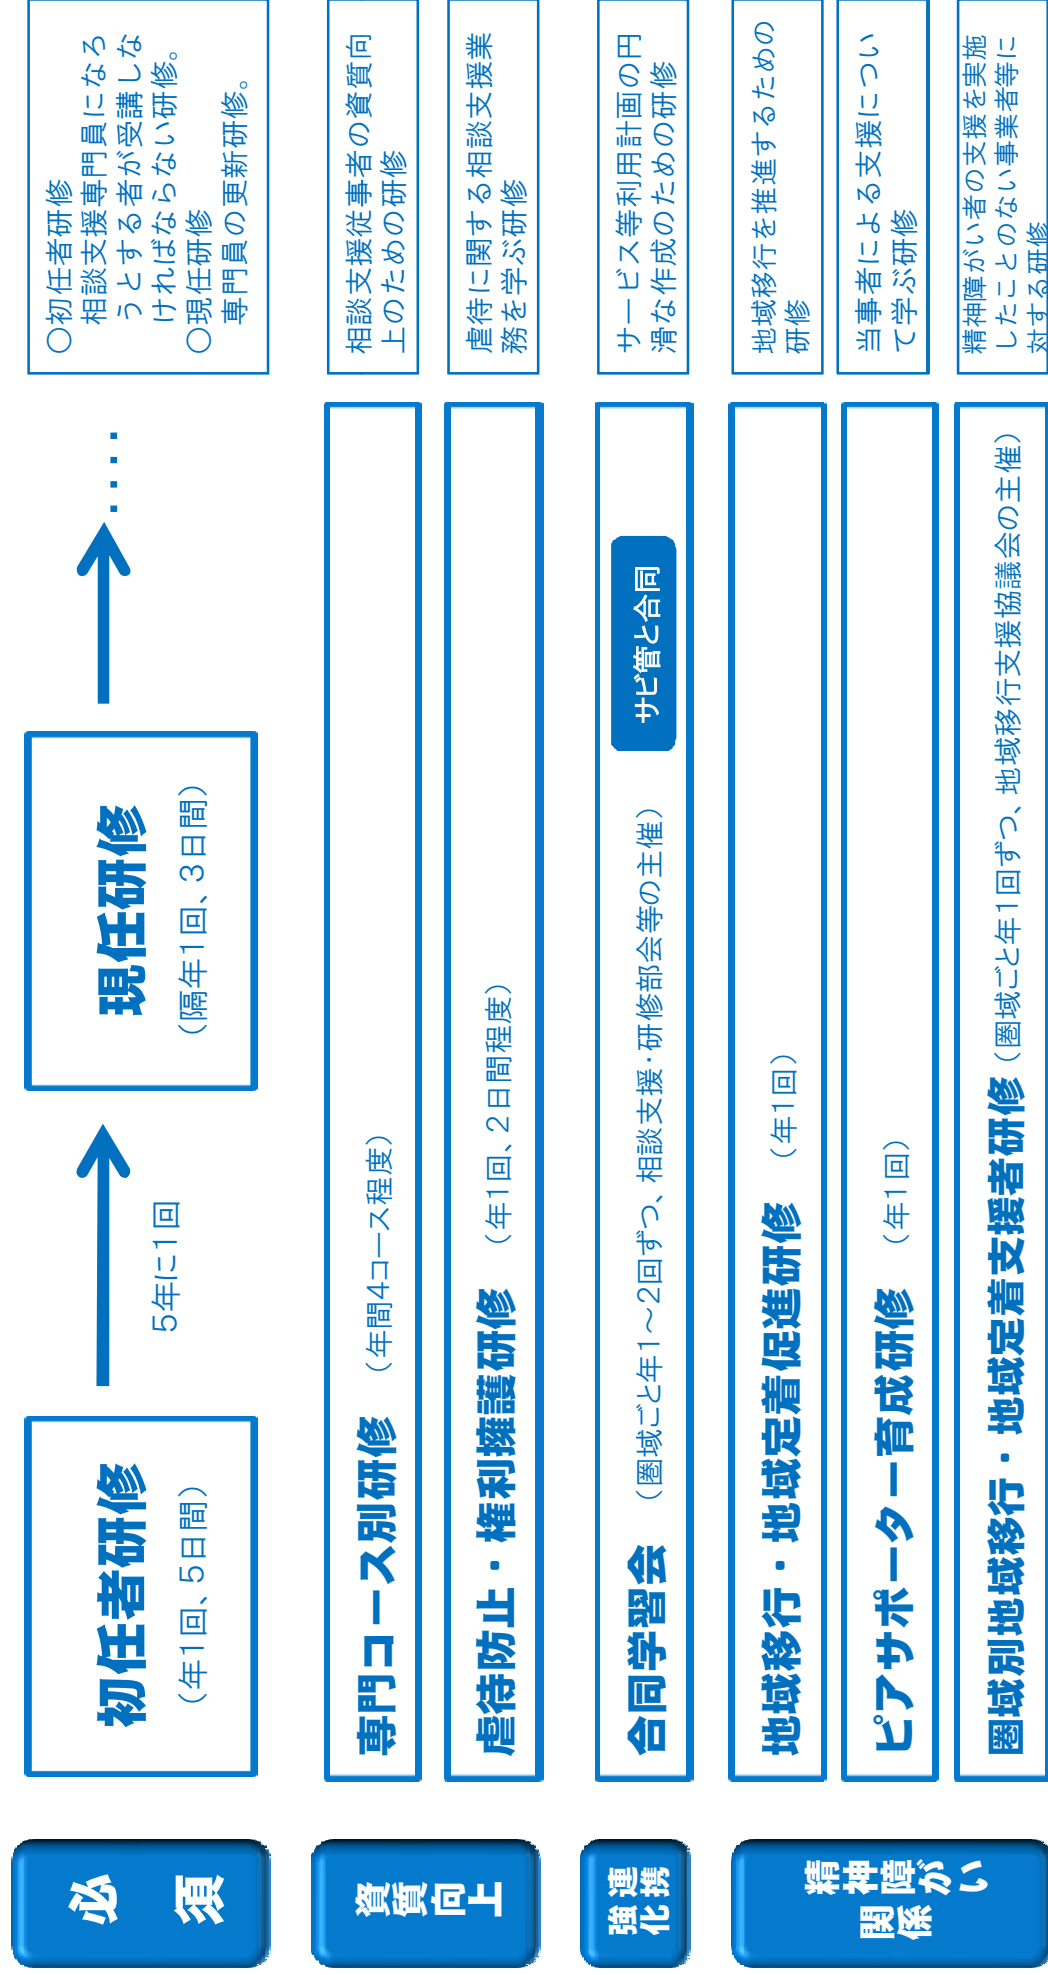 必 須
初任者研修
（年1回、5日間）
5年に1回
現任研修
（隔年1回、3日間）
‥‥
○初任者研修
相談支援専門員になろ
うとする者が受講しな
ければならない研修。
○現任研修
専門員の更新研修。
資質向上
専門コース別研修 （年間4コース程度）
相談支援従事者の資質向
上のための研修
虐待防止・権利擁護研修 （年1回、2日間程度）
虐待に関する相談支援業
務を学ぶ研修
連携
強化
合同学習会 （圏域ごと年1～2回ずつ、相談支援・研修部会等の主催）
サビ管と合同
サービス等利用計画の円
滑な作成のための研修
精神障がい
関係
地域移行・地域定着促進研修 （年1回）
地域移行を推進するための
研修
ピアサポーター育成研修 （年1回）
当事者による支援につい
て学ぶ研修
圏域別地域移行・地域定着支援者研修（圏域ごと年1回ずつ、地域移行支援協議会の主催）
精神障がい者の支援を実施
したことのない事業者等に
対する研修